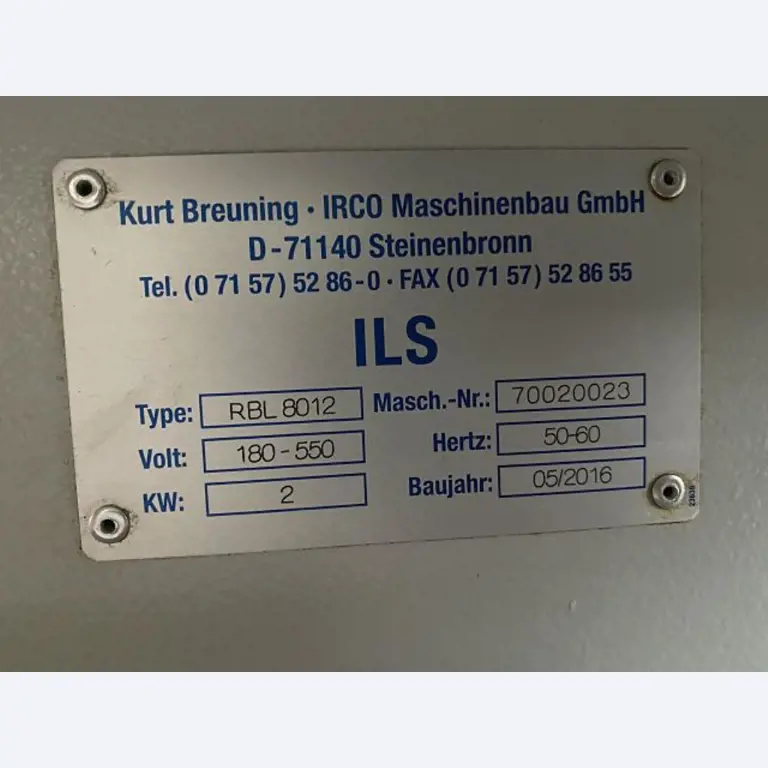 Kurt Breuning · IRCO Maschinenbau GmbH
D-71140 Steinenbronn
Tel. (0 71 57) 52 86-0 · FAX (0 71 57) 52 86 55
ILS
Type: RBL 8012 Masch.-Nr.: 70020023
Volt: 180-550 Hertz: 50-60
KW: 2 Baujahr: 05/2016